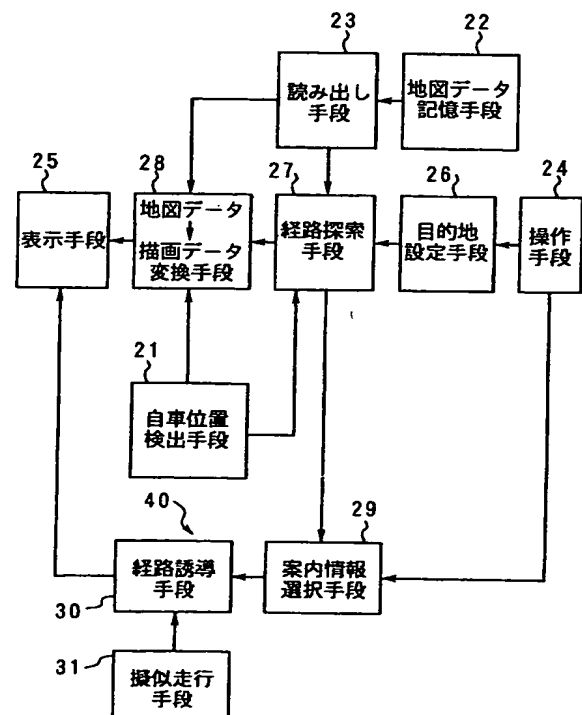 23
22
読み出し
手段
地図データ
記憶手段
25
28
27
26
24
表示手段
地図データ
描画データ
変換手段
経路探索
手段
目的地
設定手段
操作
手段
21
自車位置
検出手段
40
29
経路誘導
手段
案内情報
選択手段
30
31
擬似走行
手段